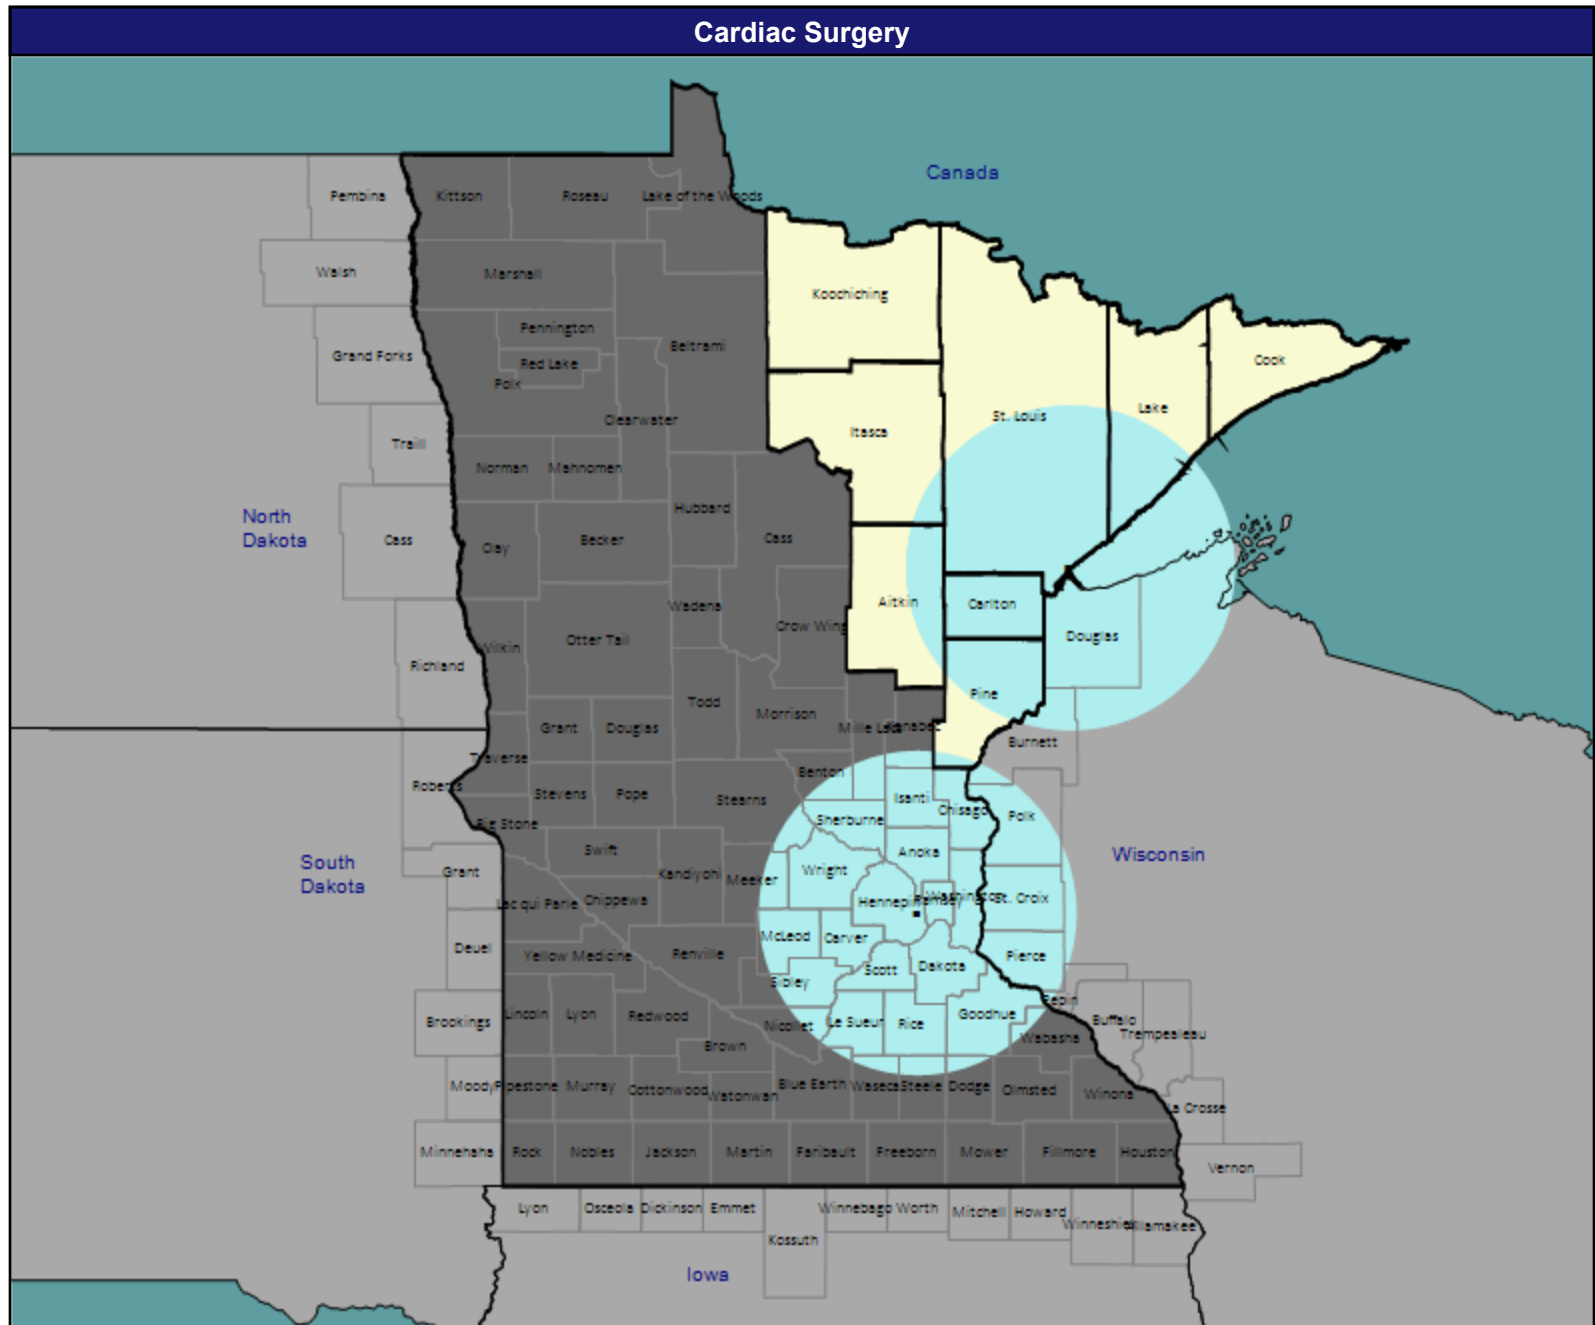 Cardiac Surgery
Canada
Pembina
Kittson
Roseau
Lake of the Woods
Walsh
Marshall
Koochiching
Pennington
Grand Forks
Red Lake
Beltrami
Cook
Polk
Lake
St. Louis
Clearwater
Itasca
Traill
Norman
Mahnomen
Hubbard
North
Dakota
Cass
Clay
Becker
Cass
Wadena
Aitkin
Carlton
Crow Wing
Otter Tail
Douglas
Wilkin
Richland
Pine
Todd
Morrison
Grant
Douglas
Mille Lacs
Kanabec
Burnett
Traverse
Benton
Roberts
Stevens
Pope
Stearns
Isanti
Chisago
Polk
Sherburne
Big Stone
Swift
Anoka
Wisconsin
South
Dakota
Grant
Kandiyohi
Meeker
Wright
Lac qui Parle
Chippewa
Hennepin
Ramsey
Washington
St. Croix
McLeod
Carver
Deuel
Yellow Medicine
Renville
Pierce
Scott
Dakota
Sibley
Pepin
Brookings
Lincoln
Lyon
Redwood
Nicollet
Le Sueur
Rice
Goodhue
Buffalo
Trempealeau
Wabasha
Brown
Moody
Pipestone
Murray
Cottonwood
Watonwan
Blue Earth
Waseca
Steele
Dodge
Olmsted
Winona
La Crosse
Minnehaha
Rock
Nobles
Jackson
Martin
Faribault
Freeborn
Mower
Fillmore
Houston
Vernon
Lyon
Osceola
Dickinson
Emmet
Winnebago
Worth
Mitchell
Howard
Winneshiek
Allamakee
Kossuth
Iowa